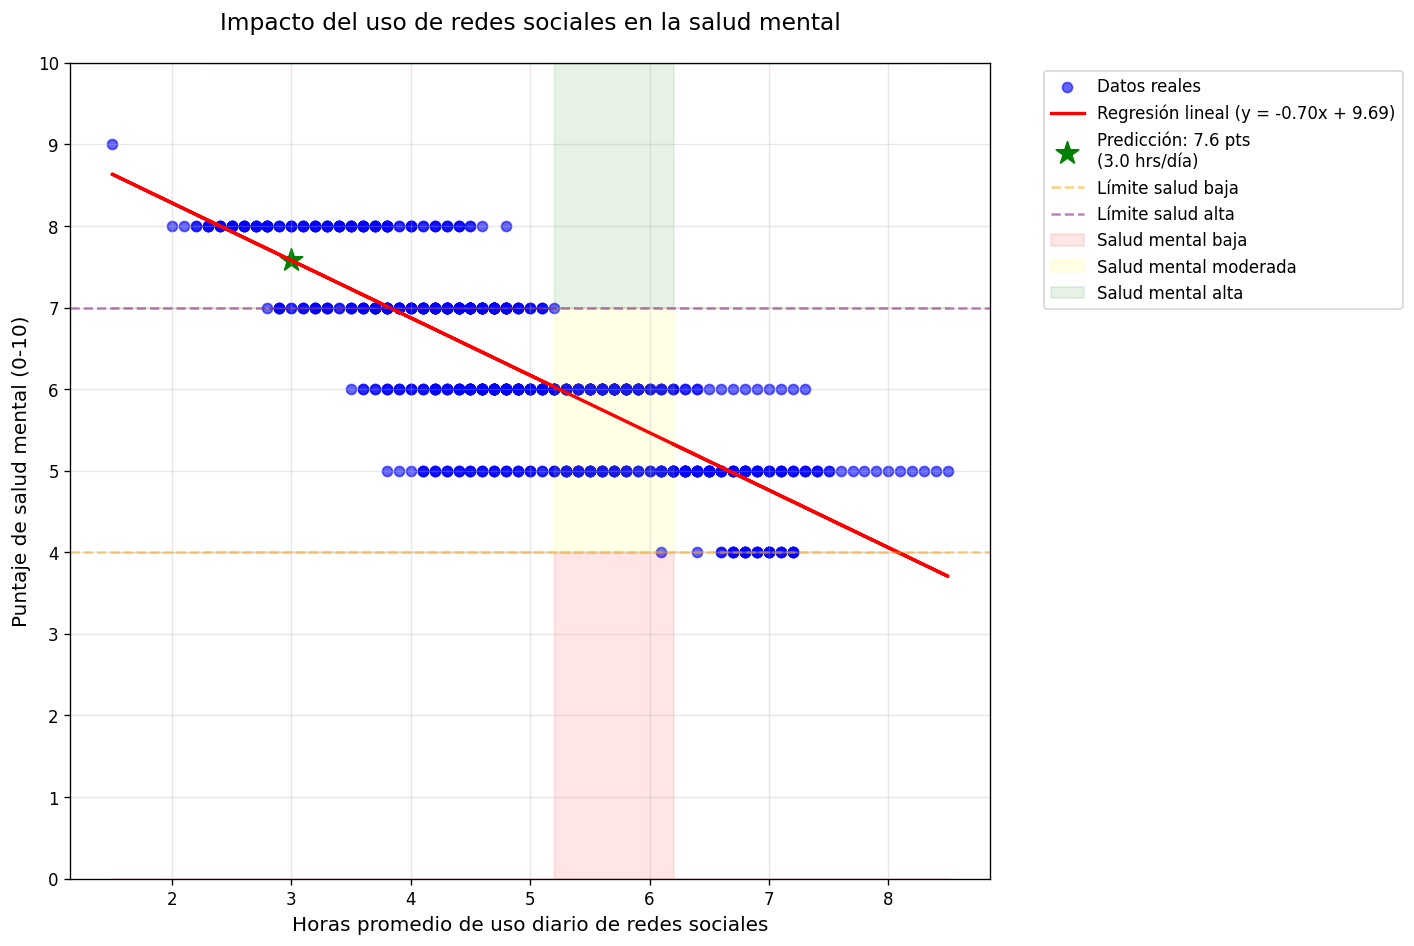 Impacto del uso de redes sociales en la salud mental
10
9
8
7
6
5
4
3
2
1
0
Puntaje de salud mental (0-10)
2 3 4 5 6 7 8
Horas promedio de uso diario de redes sociales
Datos reales
Regresión lineal (y = -0.70x + 9.69)
Predicción: 7.6 pts
(3.0 hrs/día)
Límite salud baja
Límite salud alta
Salud mental baja
Salud mental moderada
Salud mental alta